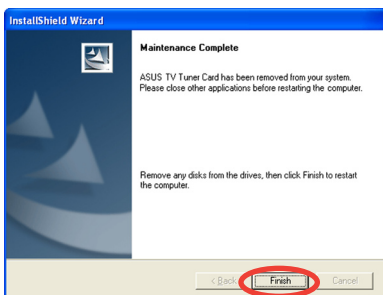 InstallShield Wizard
Maintenance Complete
ASUS TV Tuner Card has been removed from your system.
Please close other applications before restarting the computer.
Remove any disks from the drives, then click Finish to restart
the computer.
< Back
Finish
Cancel